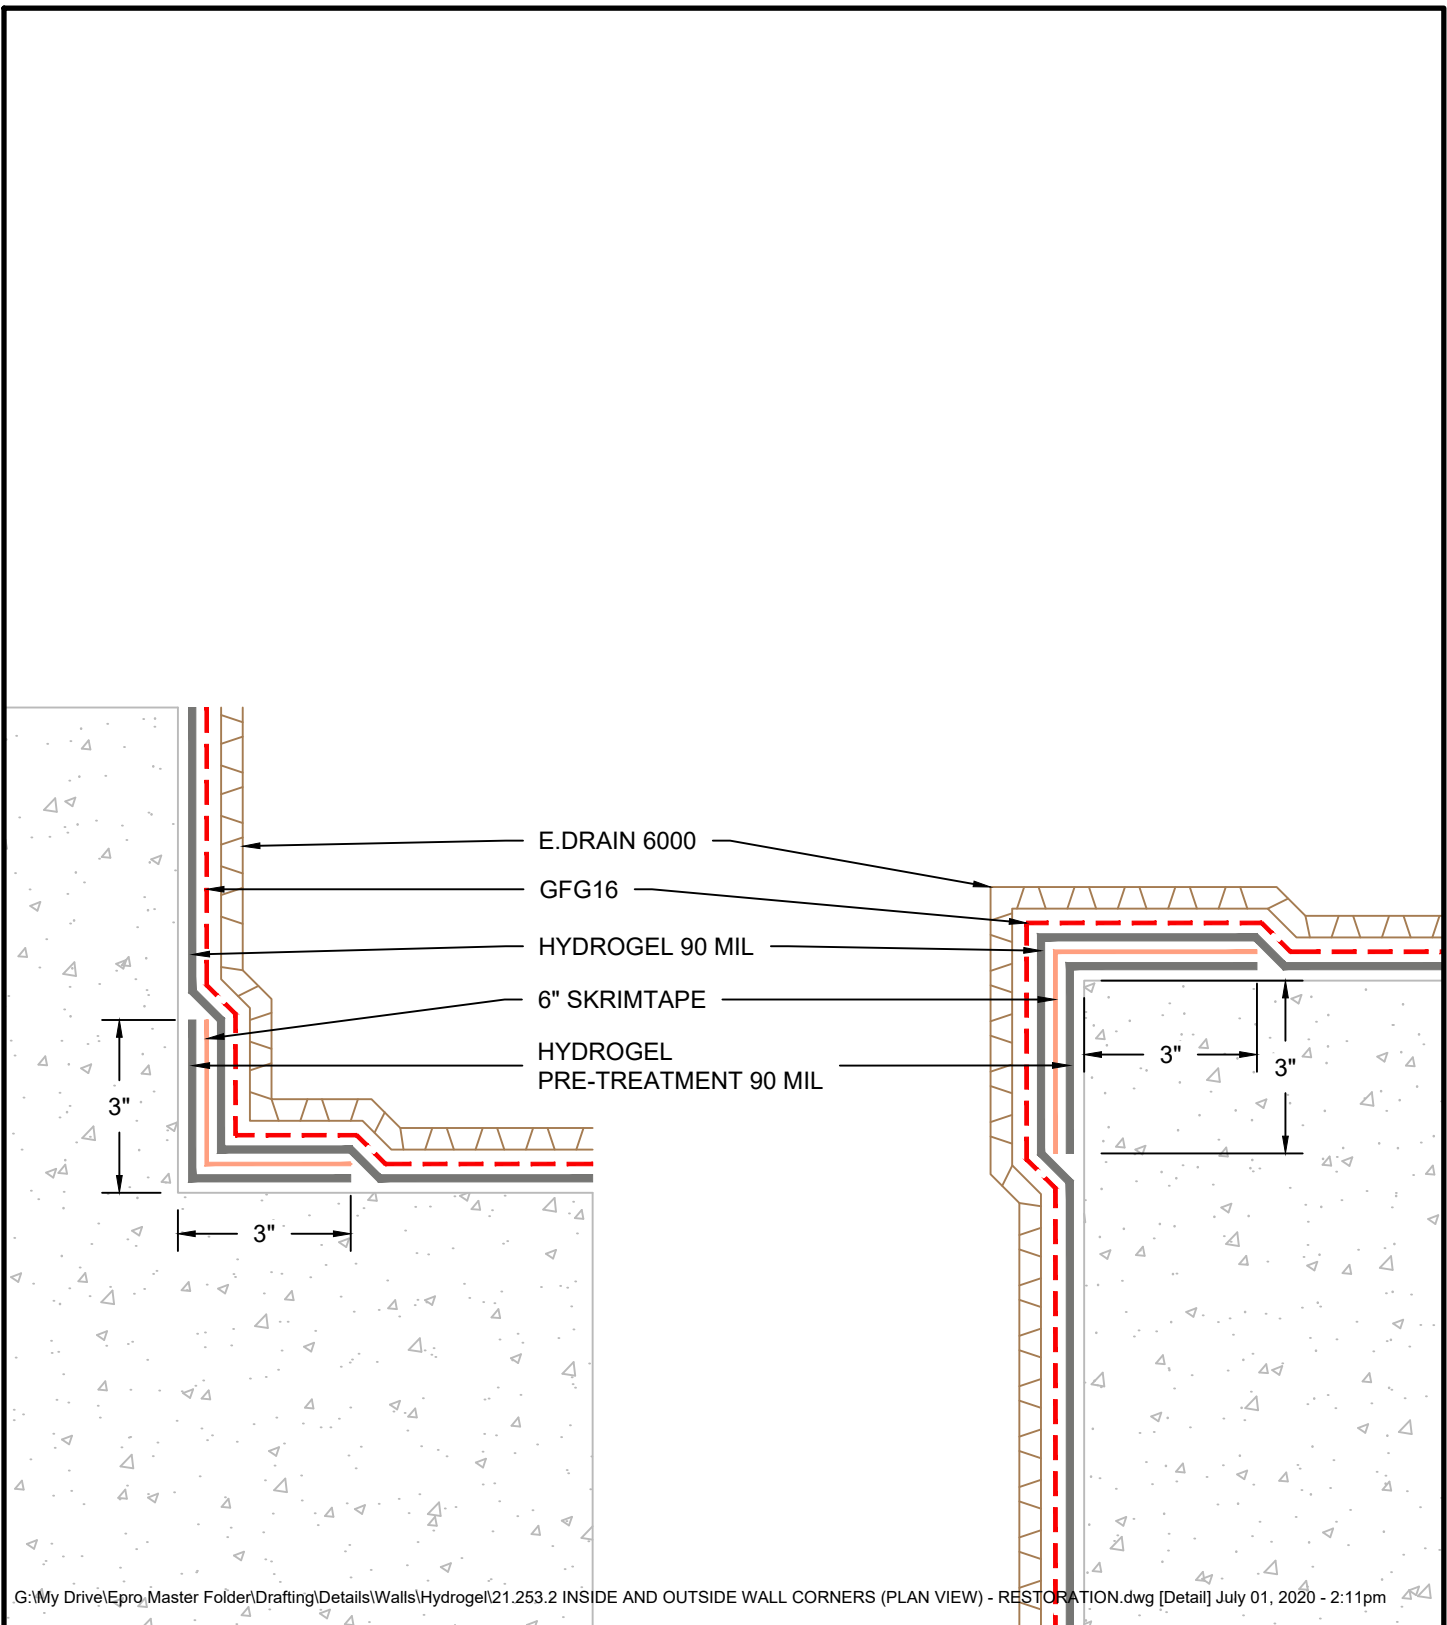 E.DRAIN 6000
GFG16
HYDROGEL 90 MIL
6" SKRIMTAPE
HYDROGEL
PRE-TREATMENT 90 MIL
3"
3"
3"
3"
G:\My Drive\Epro Master Folder\Drafting\Details\Walls\Hydrogel\21.253.2 INSIDE AND OUTSIDE WALL CORNERS (PLAN VIEW) - RESTORATION.dwg [Detail] July 01, 2020 - 2:11pm